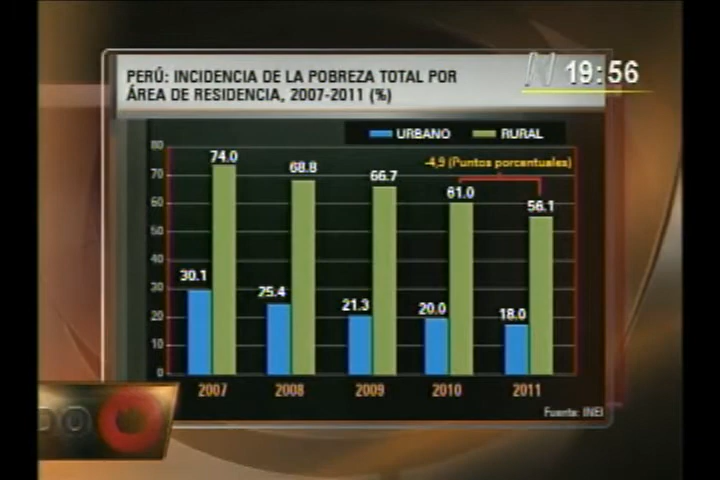 PERÚ: INCIDENCIA DE LA POBREZA TOTAL POR
ÁREA DE RESIDENCIA, 2007-2011 (%)
19:56
URBANO RURAL
-4,9 (Puntos porcentuales)
80
70
60
50
40
30
20
10
0
74.0
68.8
66.7
61.0
56.1
30.1
25.4
21.3
20.0
18.0
2007 2008 2009 2010 2011
Fuente: INEI
DO